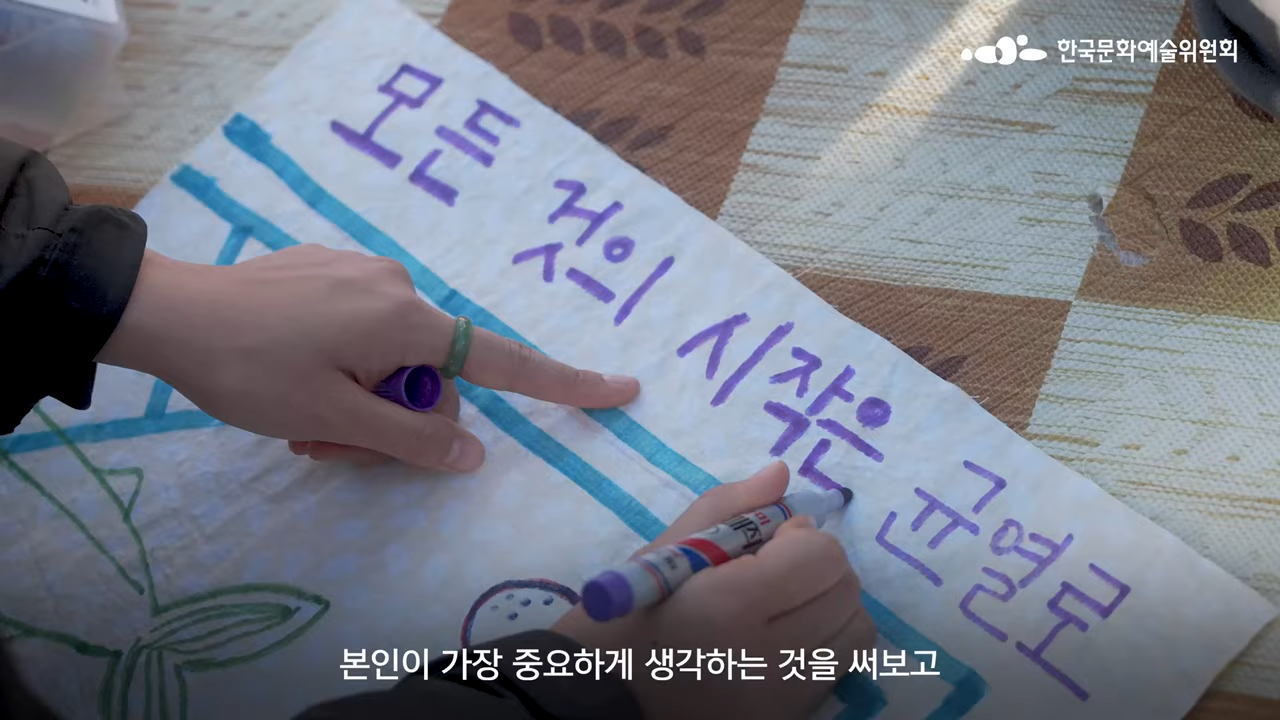 한국문화예술위원회
모든 것의 시작은 균열로
본인이 가장 중요하게 생각하는 것을 써보고